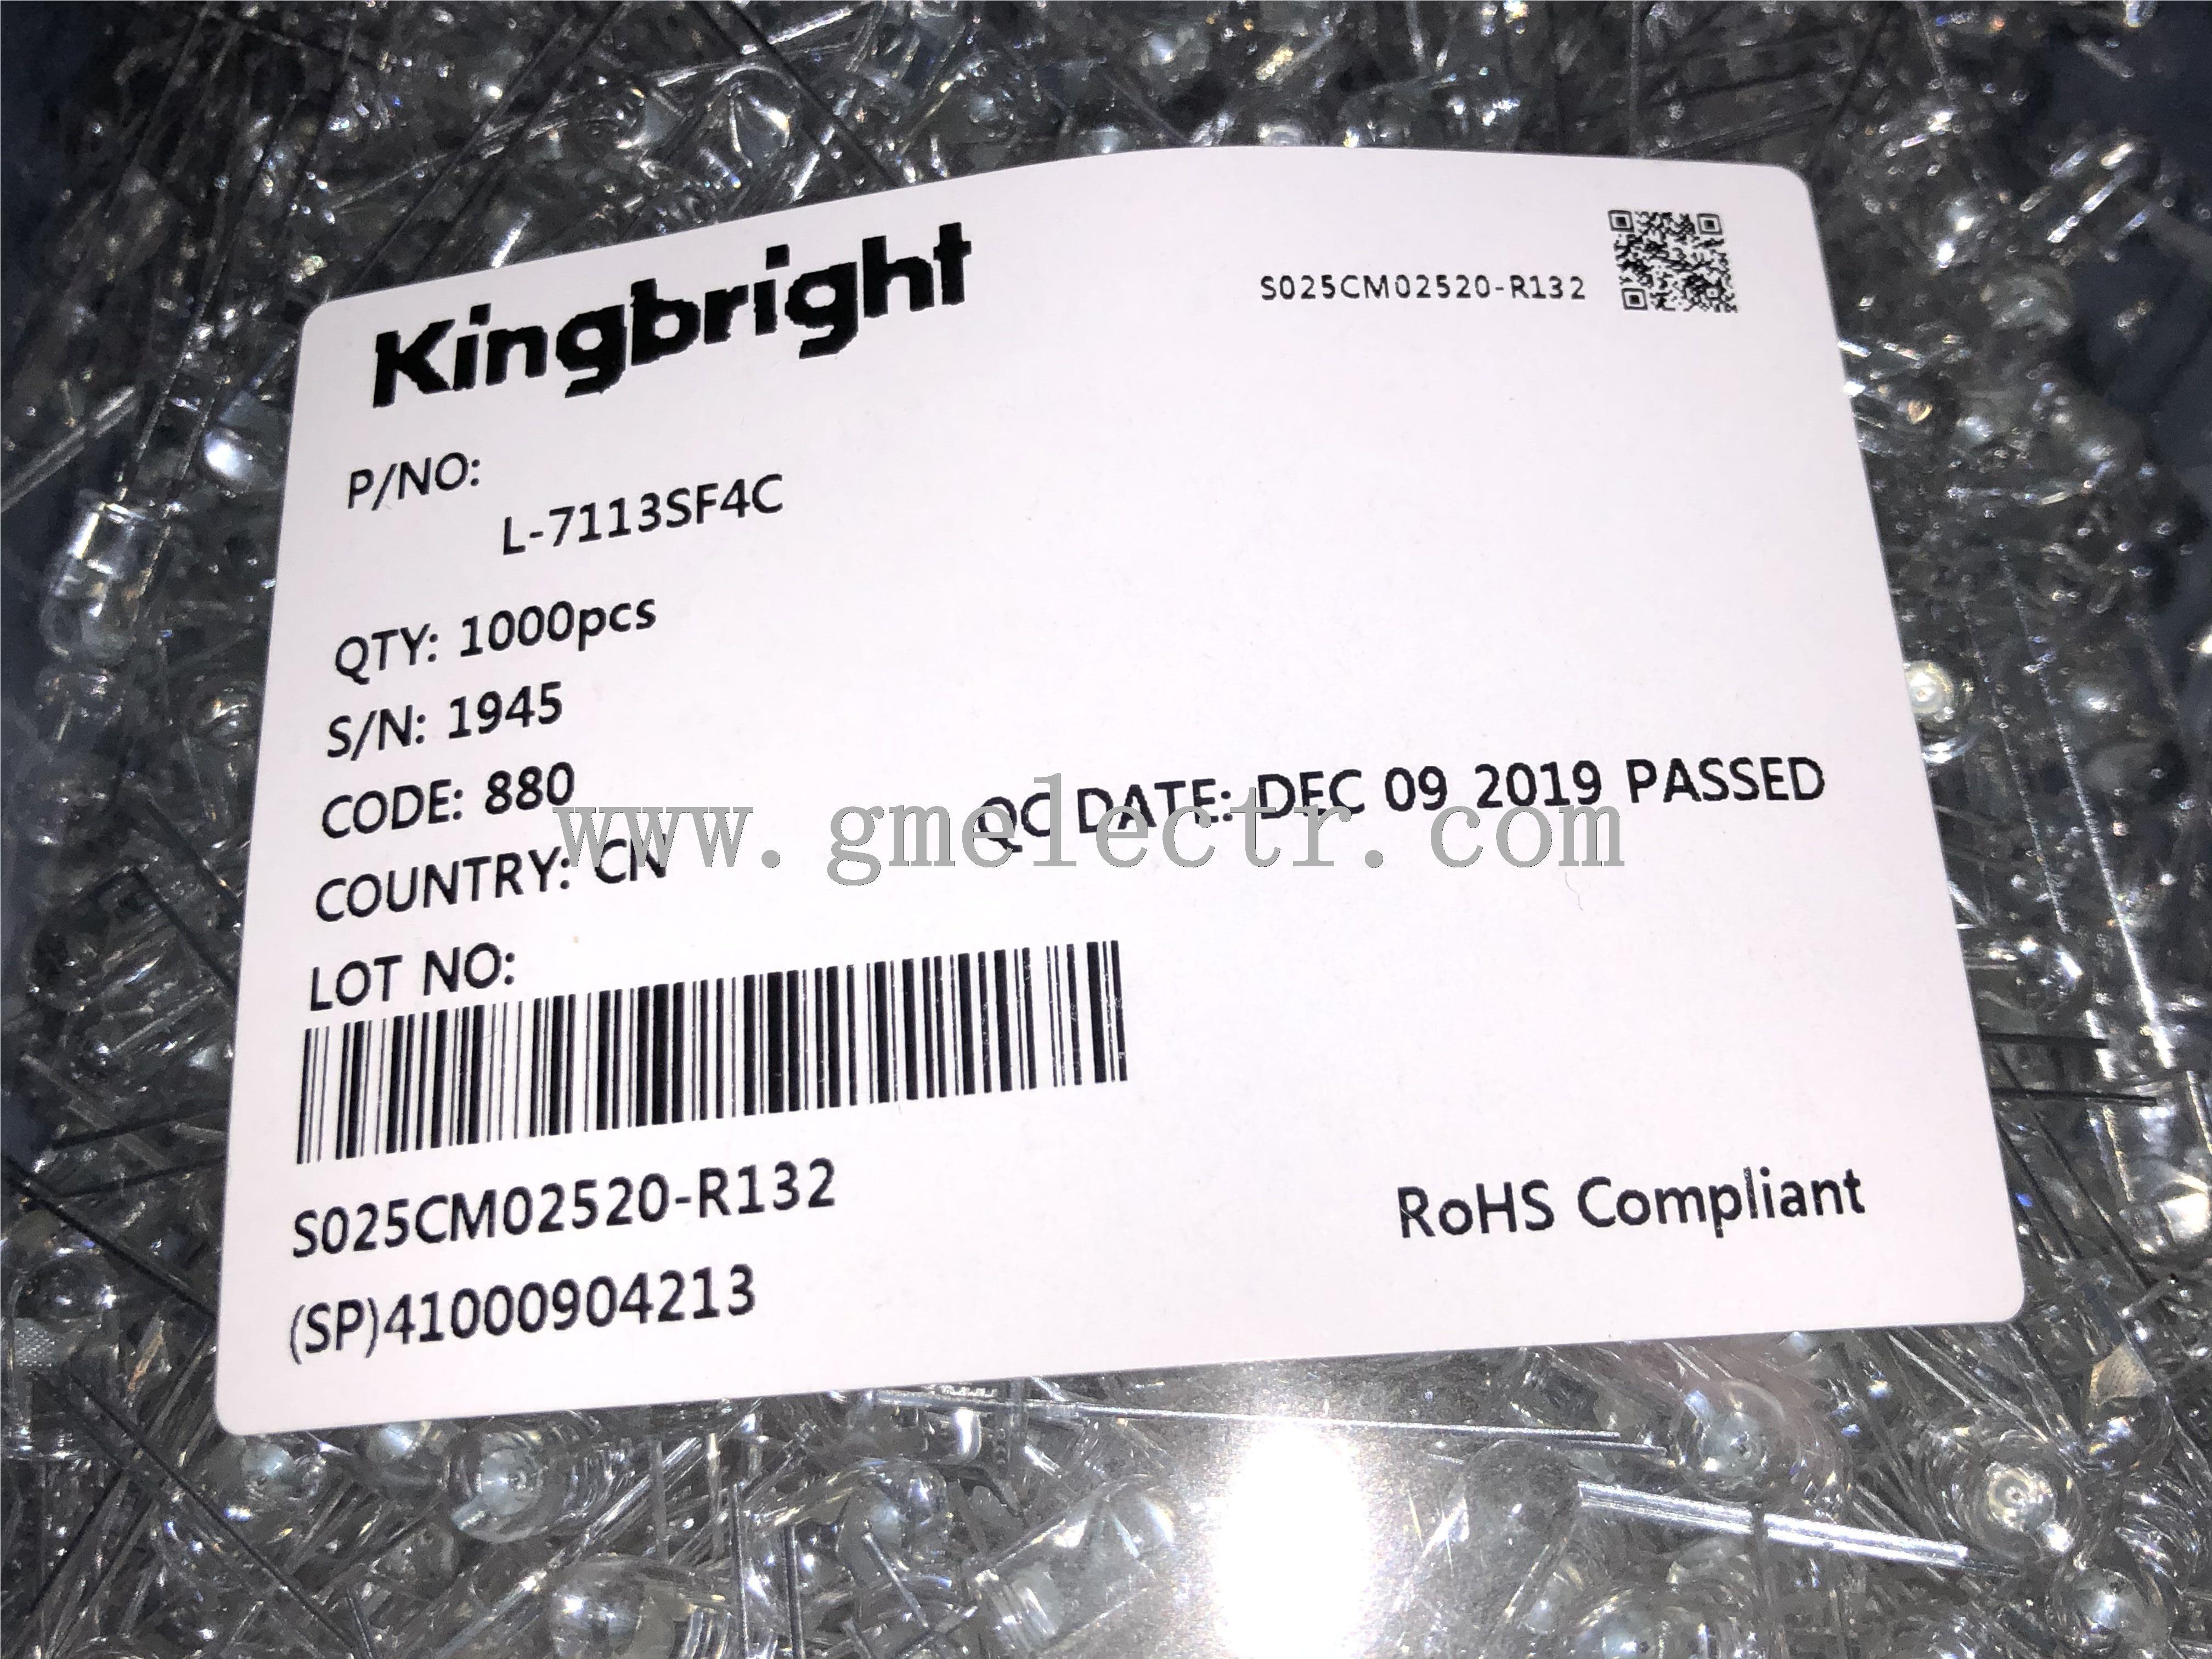 Kingbright
S025CM02520-R132
P/NO:
L-7113SF4C
QTY: 1000pcs
S/N: 1945
CODE: 880
QC DATE: DEC 09 2019 PASSED
COUNTRY: CN
www.gmelectr.com
LOT NO:
S025CM02520-R132
(SP)41000904213
RoHS Compliant